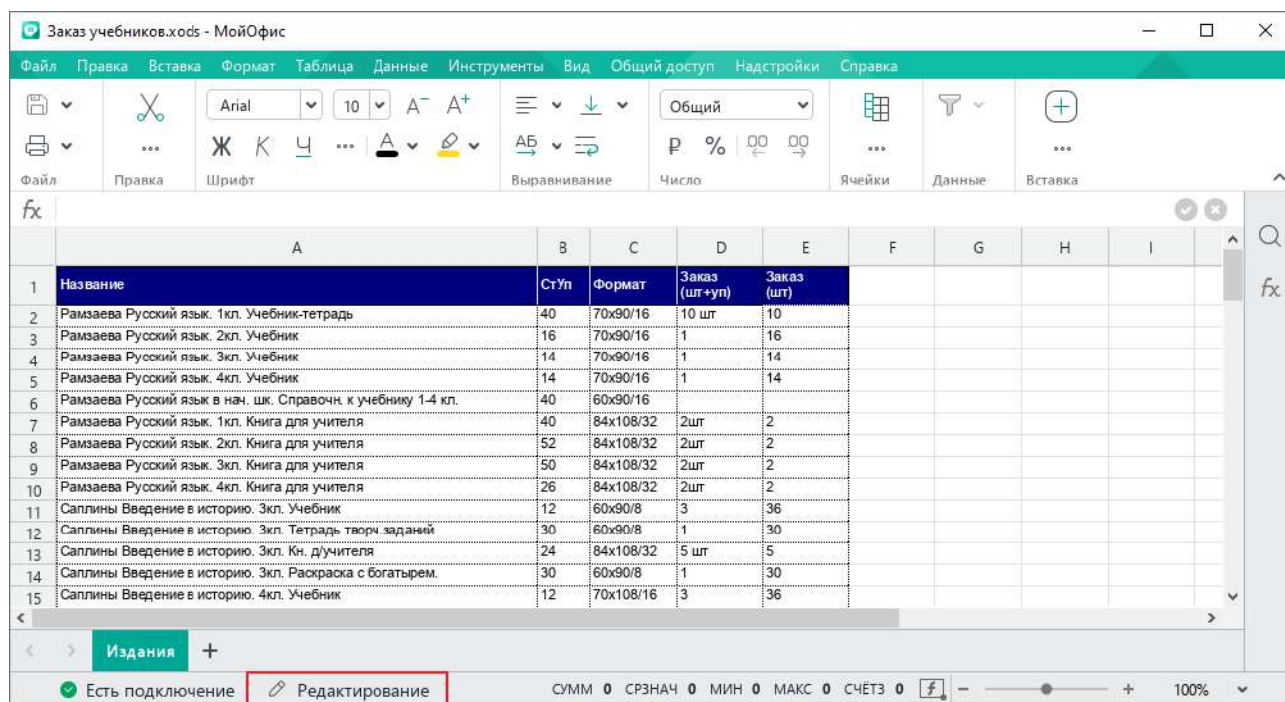 Заказ учебников.xods - МойОфис
Файл Правка Вставка Формат Таблица Данные Инструменты Вид Общий доступ Надстройки Справка
Arial 10 A⁻ A⁺ Общий
Ж К Ч ••• А АБ ₽ % 00 00
Файл Правка Шрифт Выравнивание Число Ячейки Данные Вставка
fx
A B C D E F G H I
1 Название СтУп Формат Заказ (шт+уп) Заказ (шт)
2 Рамзаева Русский язык. 1кл. Учебник-тетрадь 40 70x90/16 10 шт 10
3 Рамзаева Русский язык. 2кл. Учебник 16 70x90/16 1 16
4 Рамзаева Русский язык. 3кл. Учебник 14 70x90/16 1 14
5 Рамзаева Русский язык. 4кл. Учебник 14 70x90/16 1 14
6 Рамзаева Русский язык в нач. шк. Справочн. к учебнику 1-4 кл. 40 60x90/16
7 Рамзаева Русский язык. 1кл. Книга для учителя 40 84x108/32 2шт 2
8 Рамзаева Русский язык. 2кл. Книга для учителя 52 84x108/32 2шт 2
9 Рамзаева Русский язык. 3кл. Книга для учителя 50 84x108/32 2шт 2
10 Рамзаева Русский язык. 4кл. Книга для учителя 26 84x108/32 2шт 2
11 Саплины Введение в историю. 3кл. Учебник 12 60x90/8 3 36
12 Саплины Введение в историю. 3кл. Тетрадь творч.заданий 30 60x90/8 1 30
13 Саплины Введение в историю. 3кл. Кн. д/учителя 24 84x108/32 5 шт 5
14 Саплины Введение в историю. 3кл. Раскраска с богатырем. 30 60x90/8 1 30
15 Саплины Введение в историю. 4кл. Учебник 12 70x108/16 3 36
Издания +
Есть подключение Редактирование СУММ 0 СРЗНАЧ 0 МИН 0 МАКС 0 СЧЁТЗ 0 f − + 100%